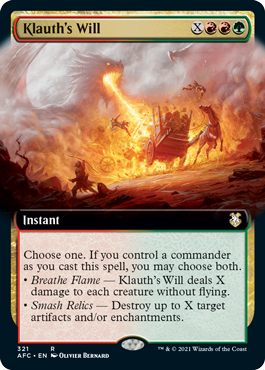 Klauth's Will XRRG
Instant
Choose one. If you control a commander
as you cast this spell, you may choose both.
• Breathe Flame — Klauth's Will deals X
damage to each creature without flying.
• Smash Relics — Destroy up to X target
artifacts and/or enchantments.
321 R
AFC • EN OLIVIER BERNARD
™ & © 2021 Wizards of the Coast